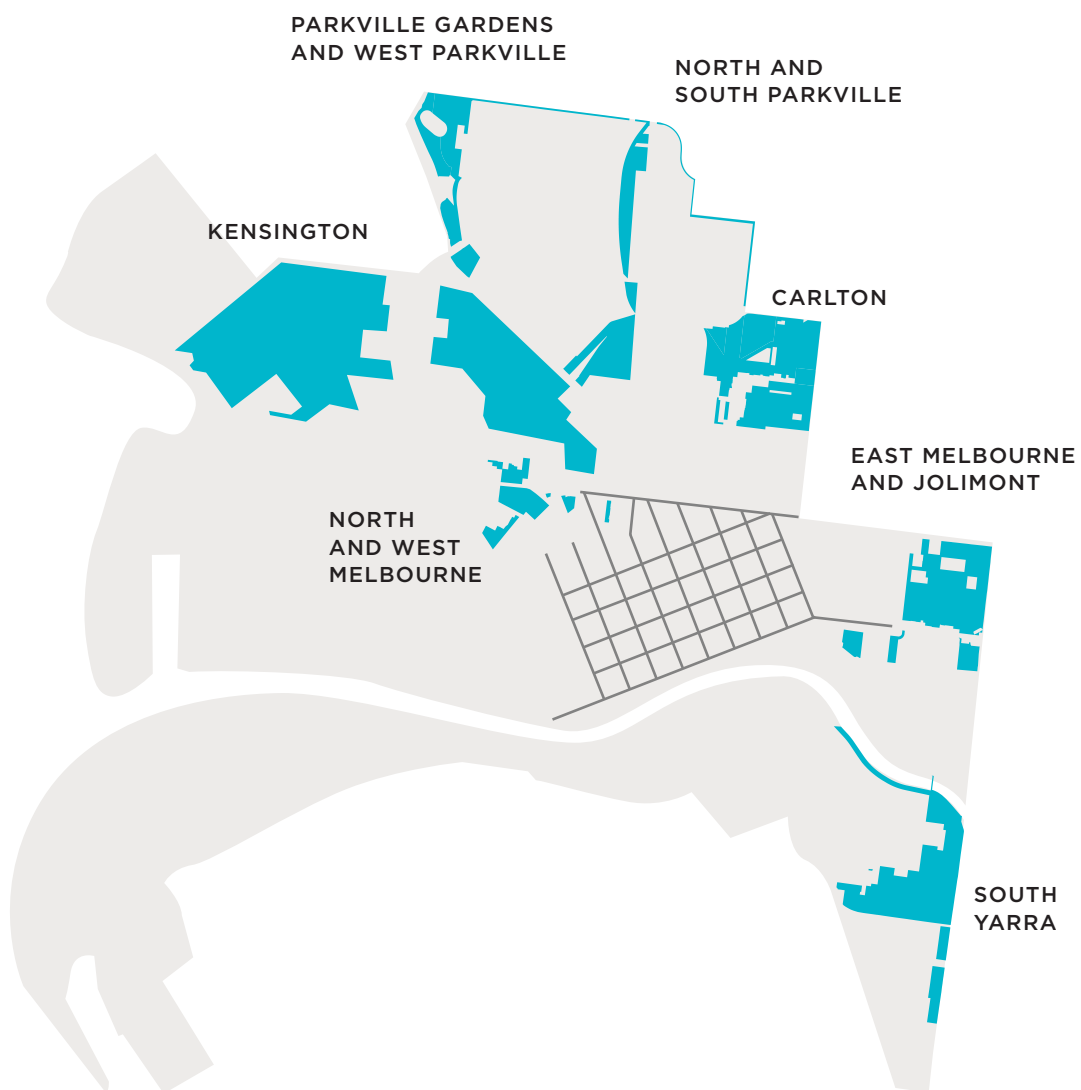 PARKVILLE GARDENS
AND WEST PARKVILLE
NORTH AND
SOUTH PARKVILLE
KENSINGTON
CARLTON
EAST MELBOURNE
AND JOLIMONT
NORTH
AND WEST
MELBOURNE
SOUTH
YARRA